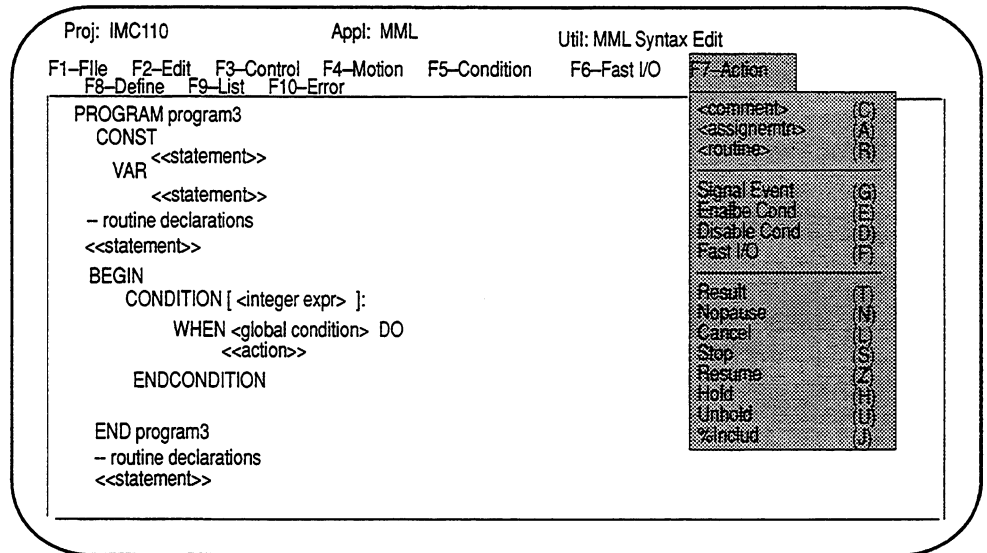 Proj: IMC110 Appl: MML Util: MML Syntax Edit
F1–File F2–Edit F3–Control F4–Motion F5–Condition F6–Fast I/O F7–Action
F8–Define F9–List F10–Error
PROGRAM program3
CONST
<<statement>>
VAR
<<statement>>
– routine declarations
<<statement>>
BEGIN
CONDITION [ <integer expr> ]:
WHEN <global condition> DO
<<action>>
ENDCONDITION
END program3
– routine declarations
<<statement>>
<comment> (C)
<assignemtn> (A)
<routine> (R)
Signal Event (G)
Enalbe Cond (E)
Disable Cond (D)
Fast I/O (F)
Result (T)
Nopause (N)
Cancel
Stop (S)
Resume (Z)
Hold (H)
Unhold (U)
%Includ (J)